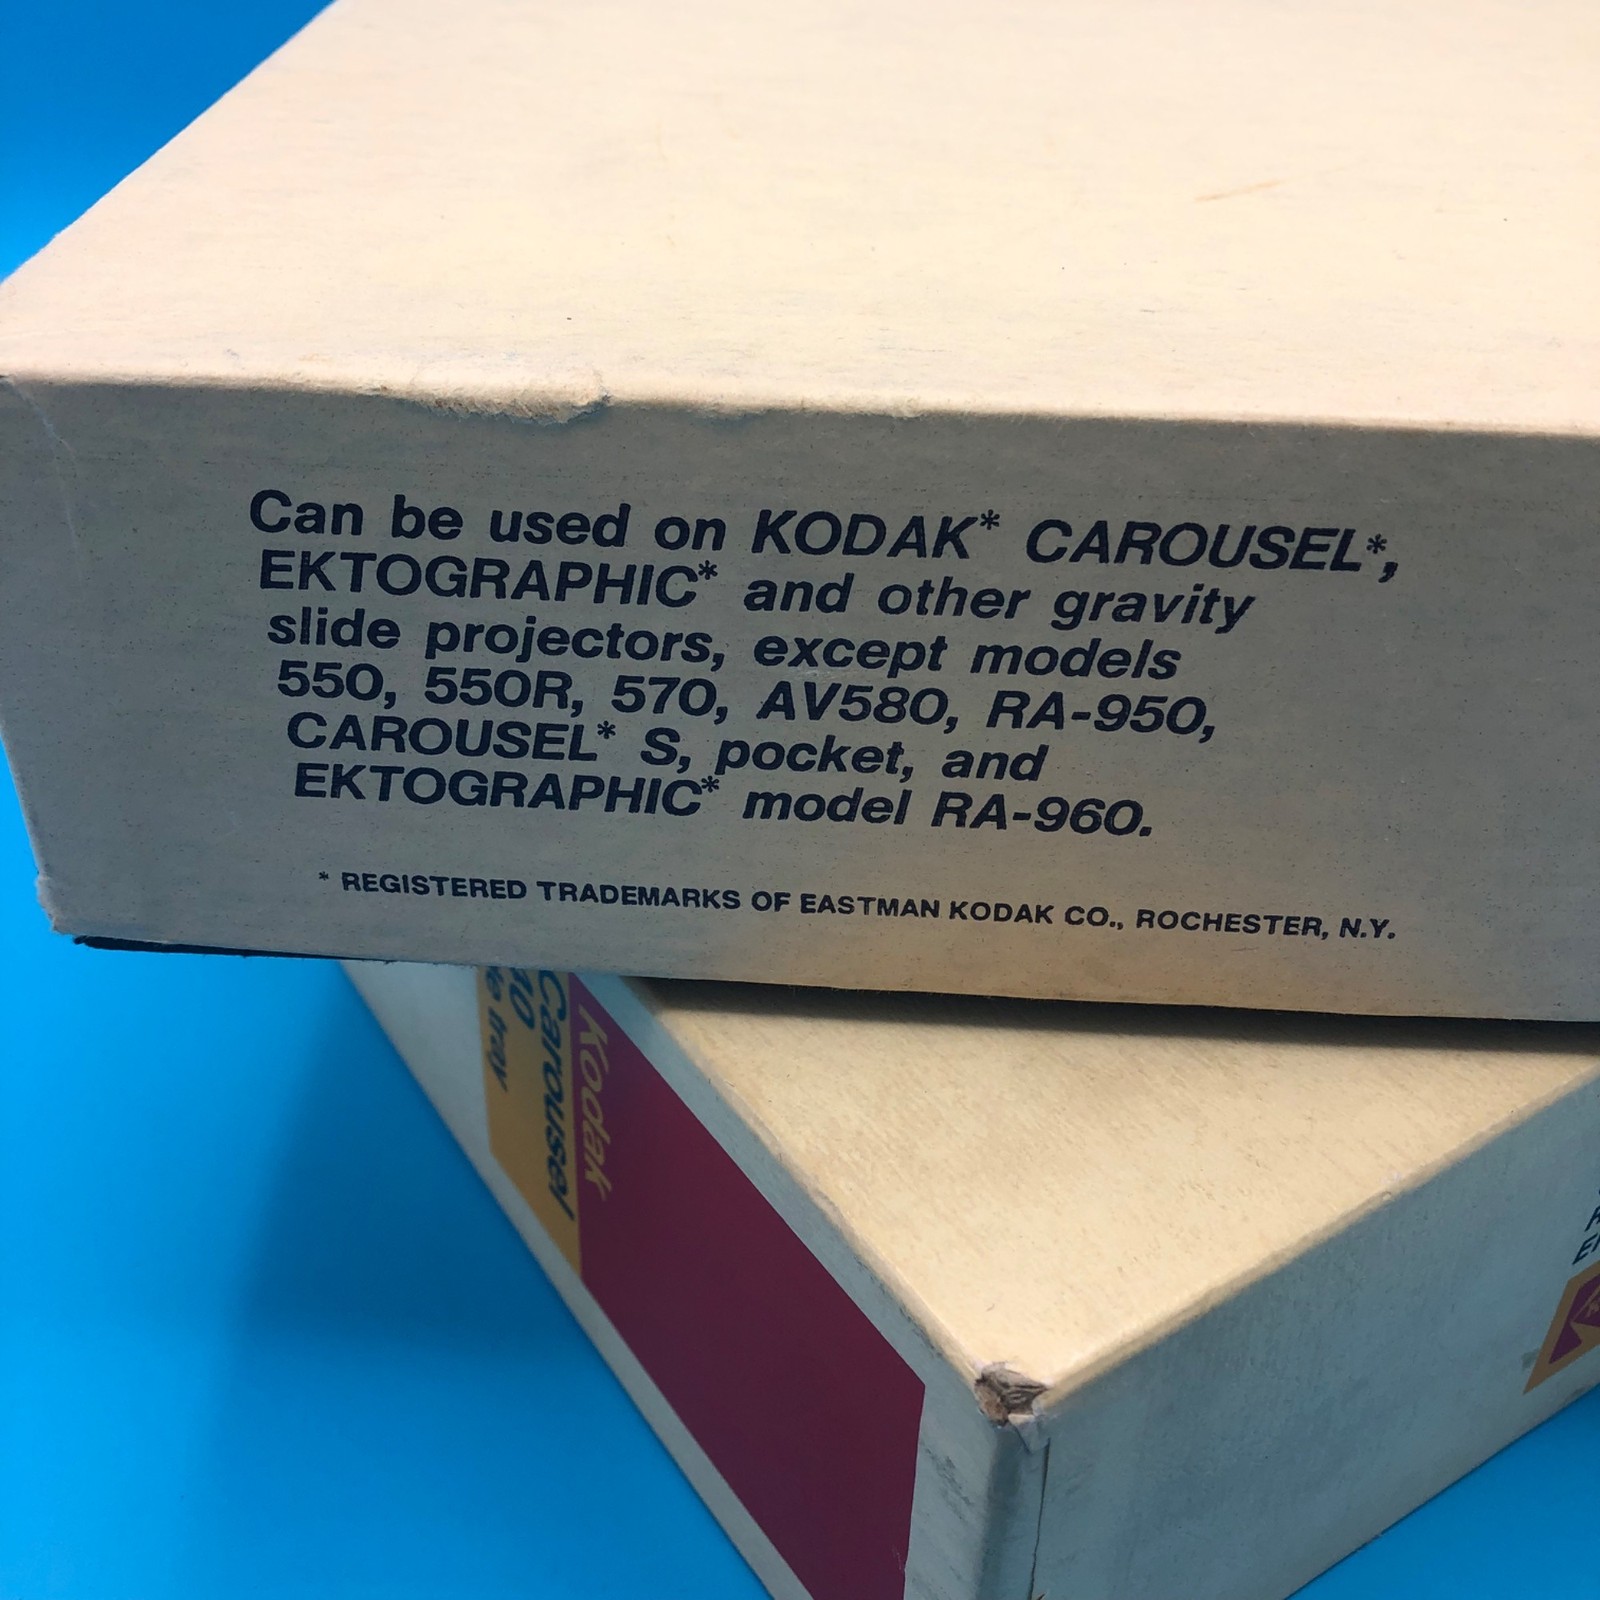 Can be used on KODAK* CAROUSEL*,
EKTOGRAPHIC* and other gravity
slide projectors, except models
550, 550R, 570, AV580, RA-950,
CAROUSEL* S, pocket, and
EKTOGRAPHIC* model RA-960.
* REGISTERED TRADEMARKS OF EASTMAN KODAK CO., ROCHESTER, N.Y.
Kodak
Carousel
tray